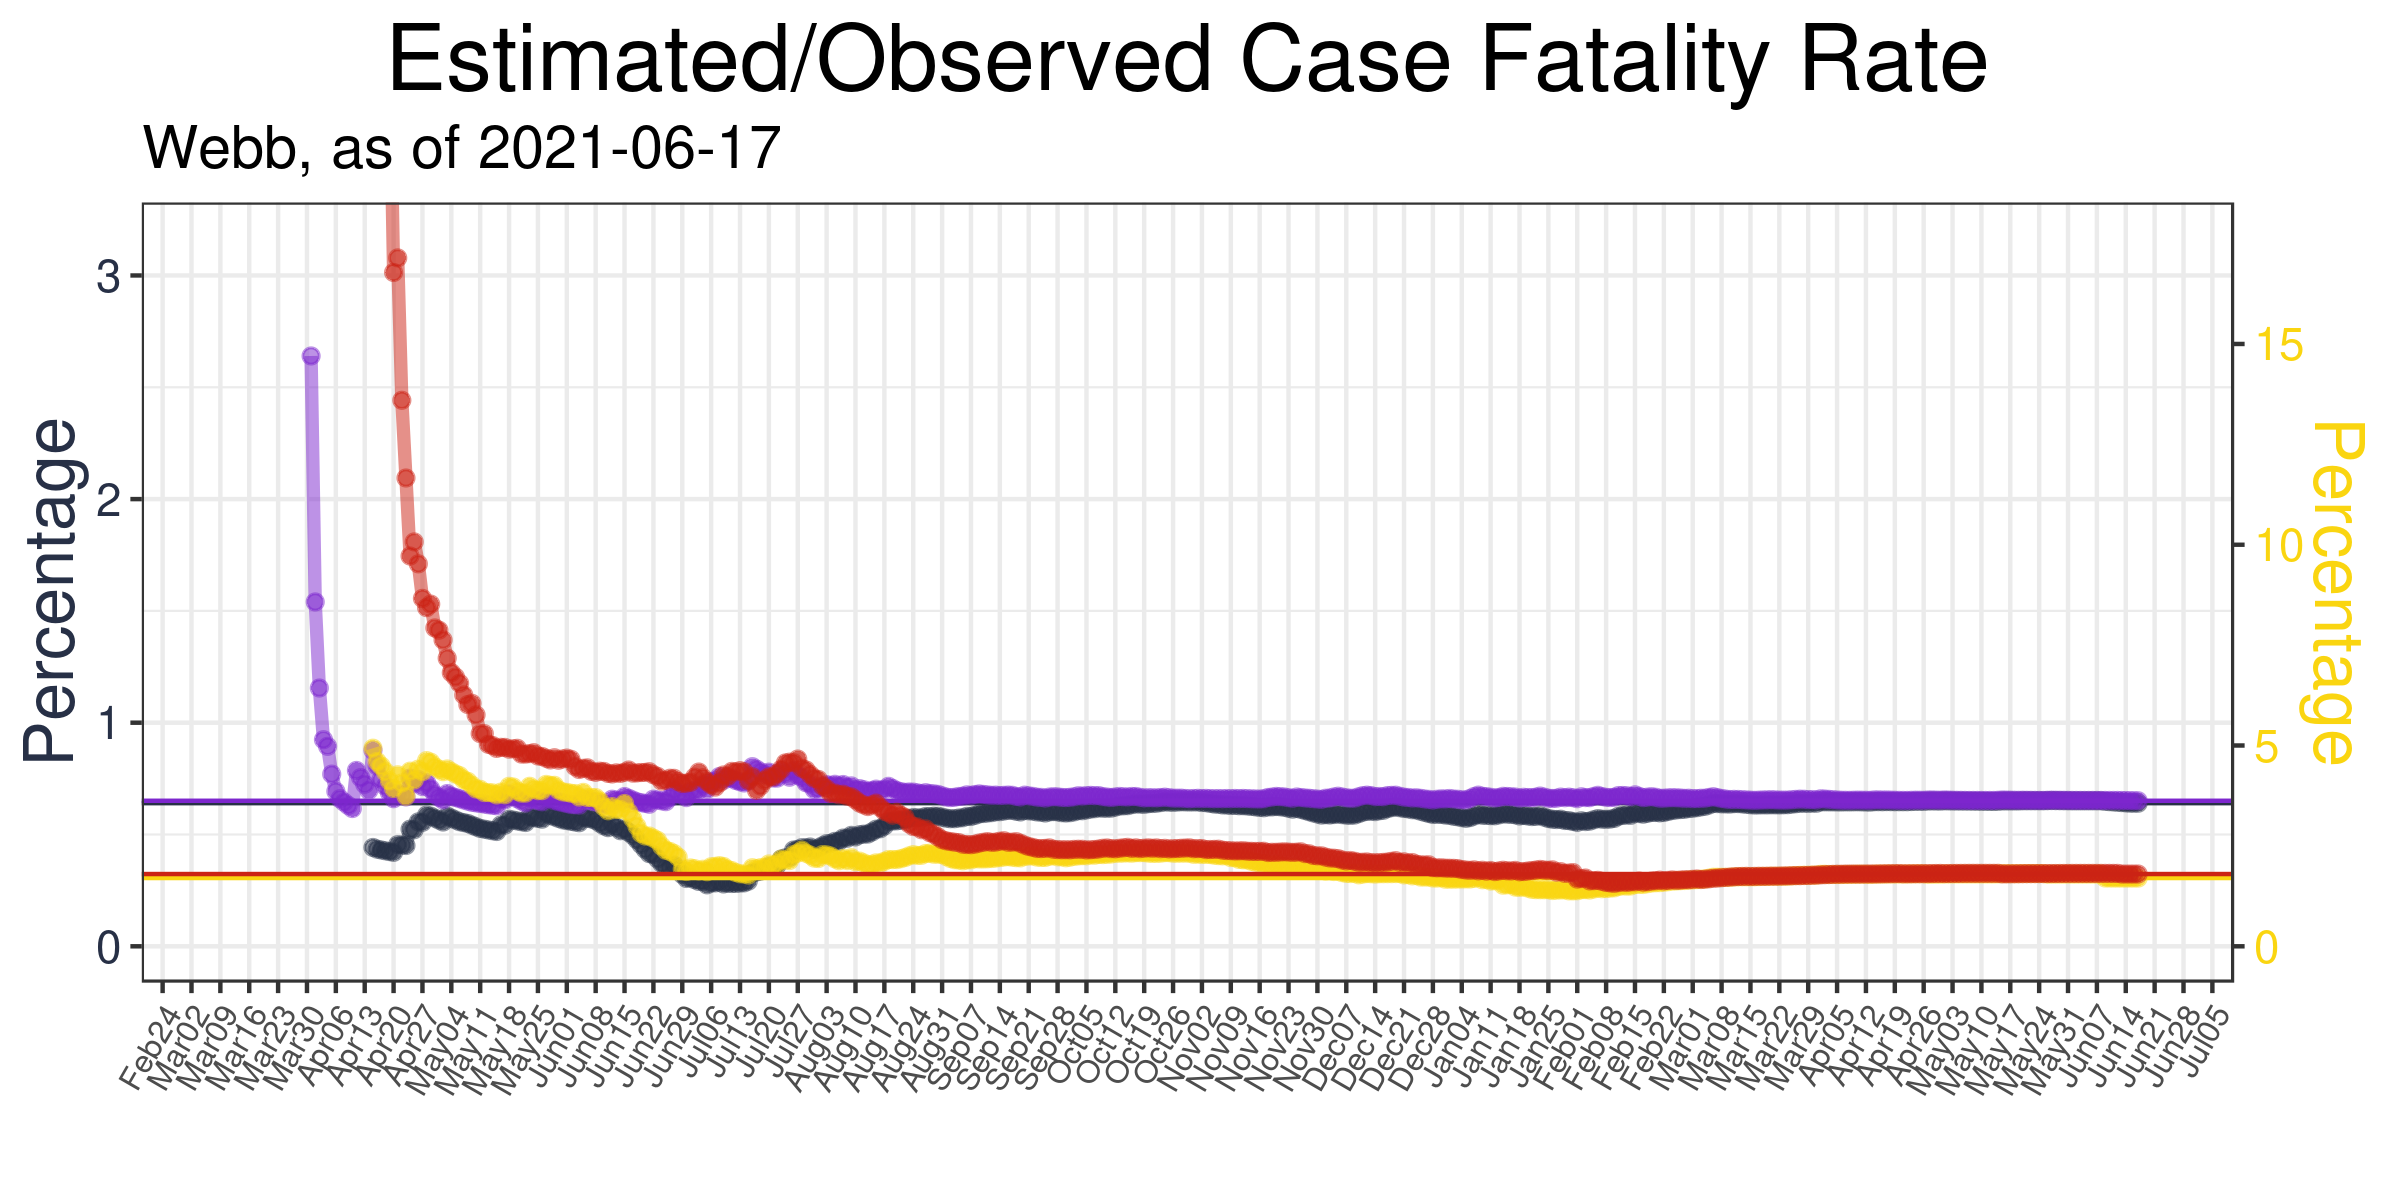 Estimated/Observed Case Fatality Rate
Webb, as of 2021-06-17
Percentage
3
2
1
0
15
10
5
0
Percentage
Feb24
Mar02
Mar09
Mar16
Mar23
Mar30
Apr06
Apr13
Apr20
Apr27
May04
May11
May18
May25
Jun01
Jun08
Jun15
Jun22
Jun29
Jul06
Jul13
Jul20
Jul27
Aug03
Aug10
Aug17
Aug24
Aug31
Sep07
Sep14
Sep21
Sep28
Oct05
Oct12
Oct19
Oct26
Nov02
Nov09
Nov16
Nov23
Nov30
Dec07
Dec14
Dec21
Dec28
Jan04
Jan11
Jan18
Jan25
Feb01
Feb08
Feb15
Feb22
Mar01
Mar08
Mar15
Mar22
Mar29
Apr05
Apr12
Apr19
Apr26
May03
May10
May17
May24
May31
Jun07
Jun14
Jun21
Jun28
Jul05